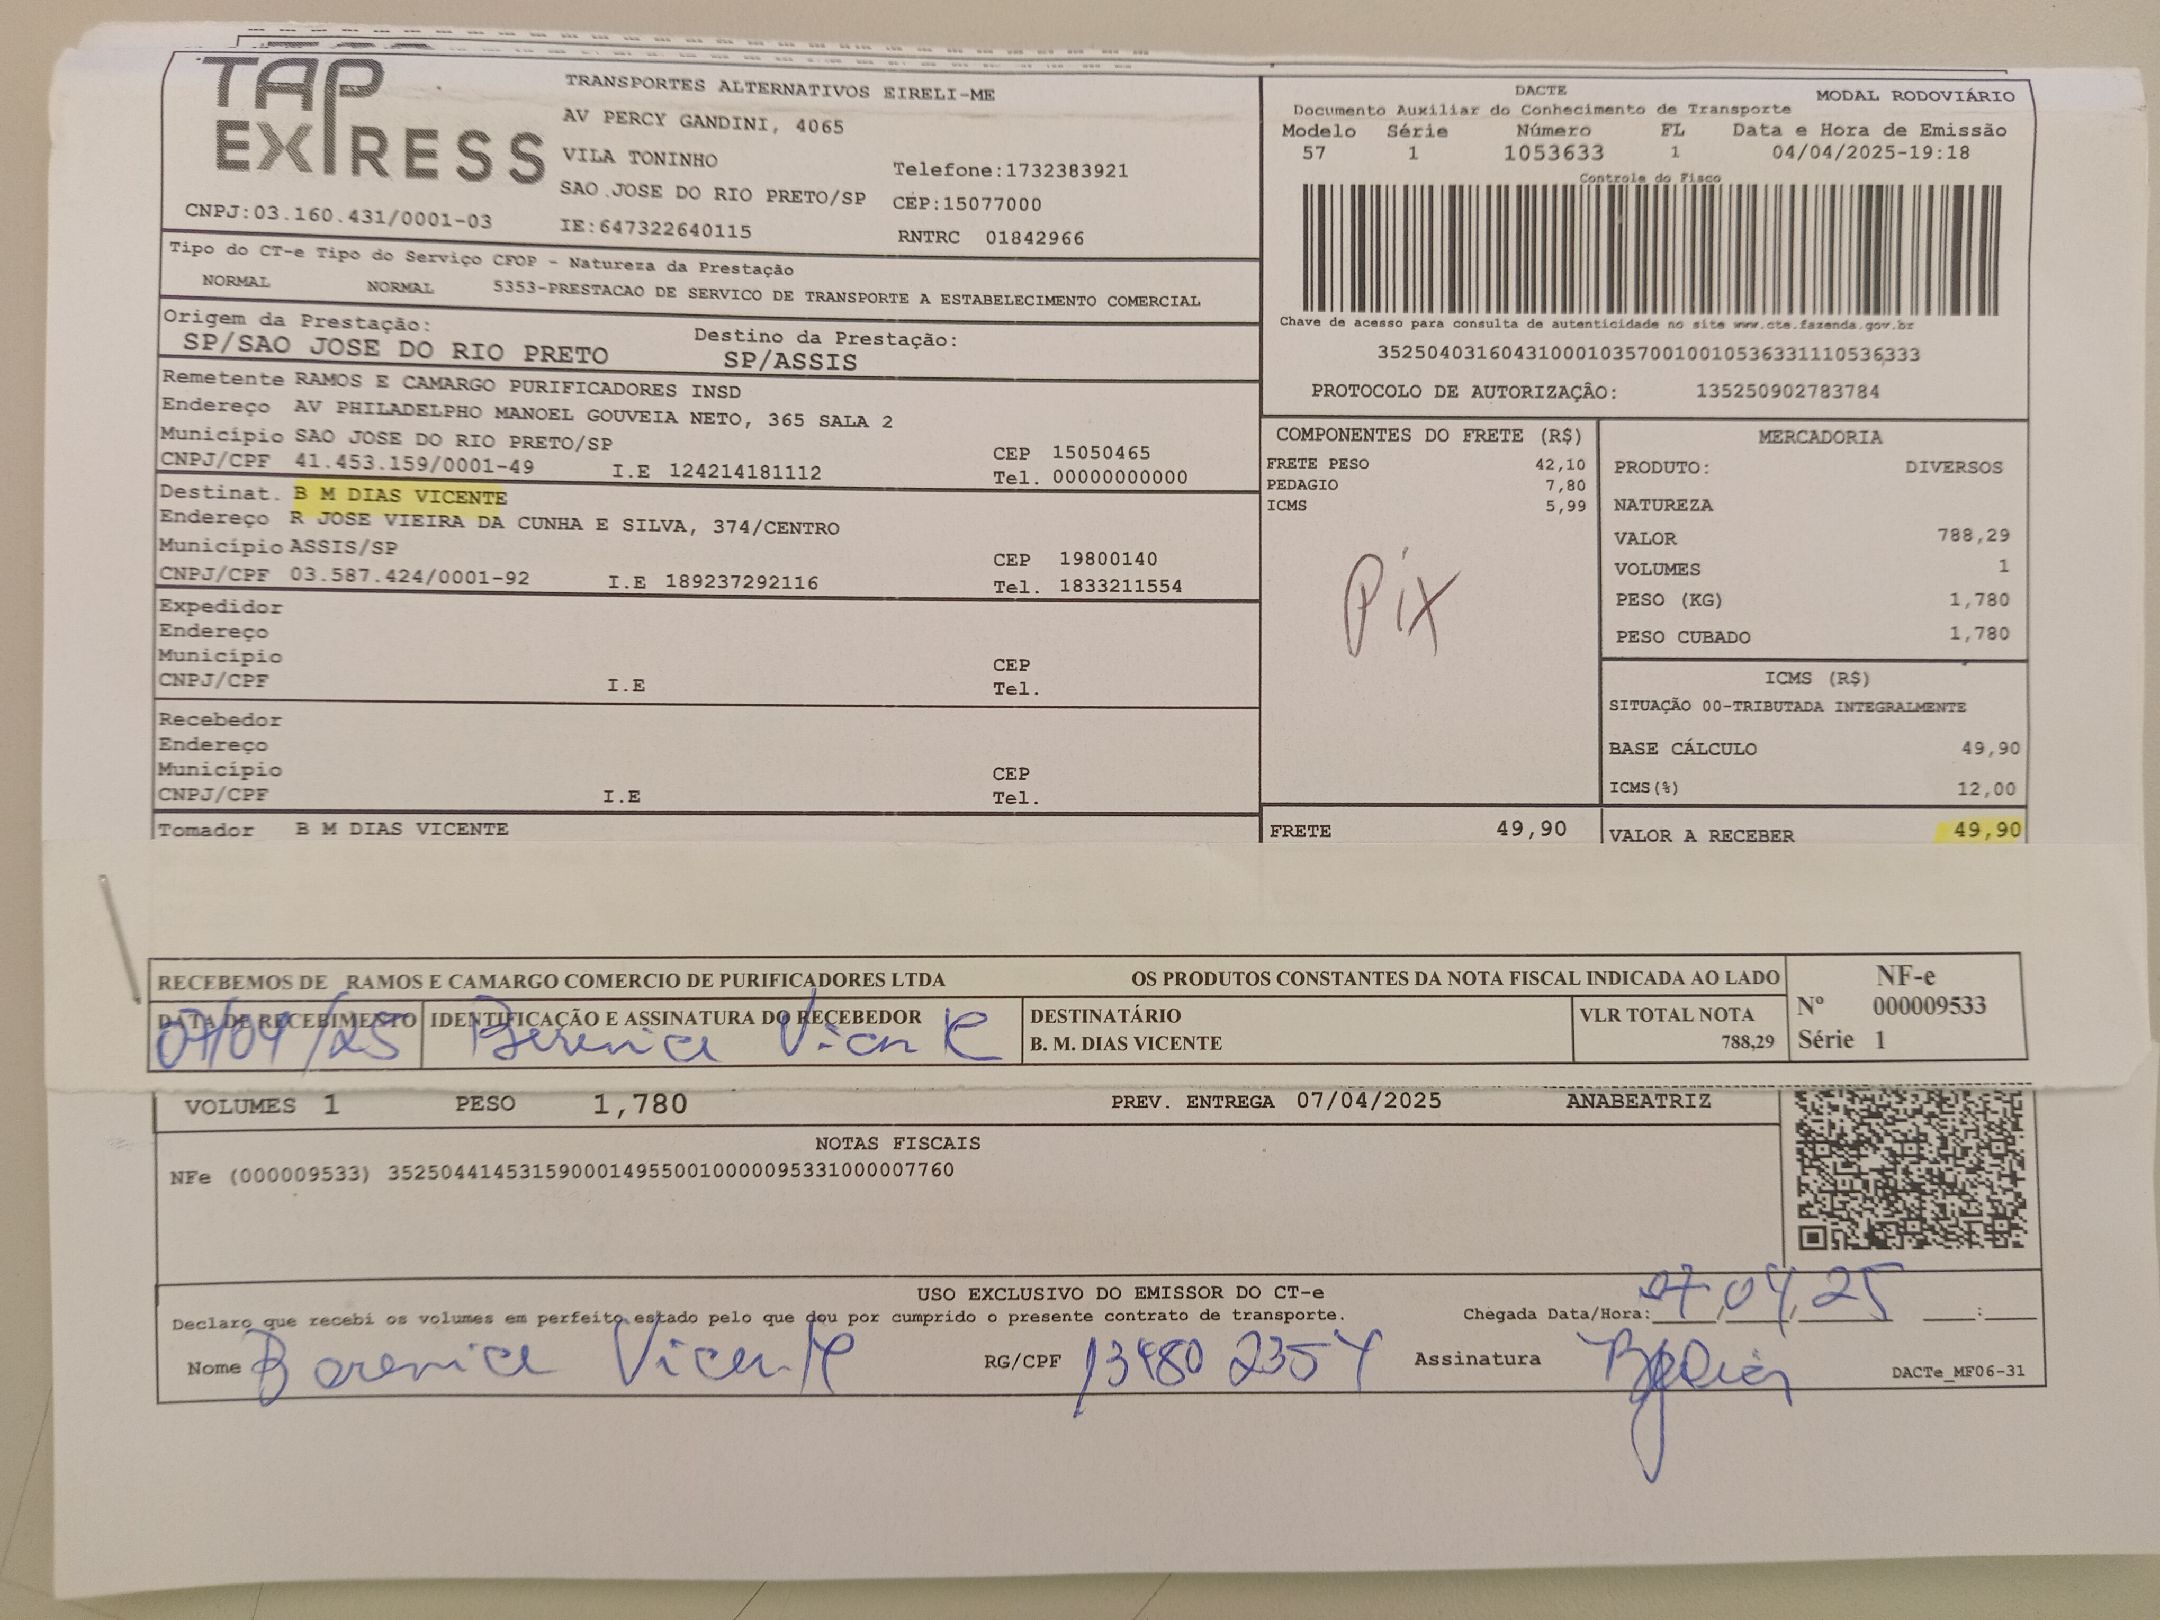 TAP EXPRESS
TRANSPORTES ALTERNATIVOS EIRELI-ME
AV PERCY GANDINI, 4065
VILA TONINHO
Telefone:1732383921
SAO JOSE DO RIO PRETO/SP CEP:15077000
CNPJ:03.160.431/0001-03 IE:647322640115 RNTRC 01842966
DACTE MODAL RODOVIÁRIO
Documento Auxiliar do Conhecimento de Transporte
Modelo Série Número FL Data e Hora de Emissão
57 1 1053633 1 04/04/2025-19:18
Controle do Fisco
Chave de acesso para consulta de autenticidade no site www.cte.fazenda.gov.br
35250403160431000103570010010536331110536333
PROTOCOLO DE AUTORIZAÇÂO: 135250902783784
Tipo do CT-e Tipo do Serviço CFOP - Natureza da Prestação
NORMAL NORMAL 5353-PRESTACAO DE SERVICO DE TRANSPORTE A ESTABELECIMENTO COMERCIAL
Origem da Prestação: Destino da Prestação:
SP/SAO JOSE DO RIO PRETO SP/ASSIS
Remetente RAMOS E CAMARGO PURIFICADORES INSD
Endereço AV PHILADELPHO MANOEL GOUVEIA NETO, 365 SALA 2
Município SAO JOSE DO RIO PRETO/SP CEP 15050465
CNPJ/CPF 41.453.159/0001-49 I.E 124214181112 Tel. 00000000000
Destinat. B M DIAS VICENTE
Endereço R JOSE VIEIRA DA CUNHA E SILVA, 374/CENTRO
Município ASSIS/SP CEP 19800140
CNPJ/CPF 03.587.424/0001-92 I.E 189237292116 Tel. 1833211554
Expedidor
Endereço
Município CEP
CNPJ/CPF I.E Tel.
Recebedor
Endereço
Município CEP
CNPJ/CPF I.E Tel.
Tomador B M DIAS VICENTE
COMPONENTES DO FRETE (R$)
FRETE PESO 42,10
PEDAGIO 7,80
ICMS 5,99
Pix
FRETE 49,90
MERCADORIA
PRODUTO: DIVERSOS
NATUREZA
VALOR 788,29
VOLUMES 1
PESO (KG) 1,780
PESO CUBADO 1,780
ICMS (R$)
SITUAÇÃO 00-TRIBUTADA INTEGRALMENTE
BASE CÁLCULO 49,90
ICMS(%) 12,00
VALOR A RECEBER 49,90
RECEBEMOS DE RAMOS E CAMARGO COMERCIO DE PURIFICADORES LTDA OS PRODUTOS CONSTANTES DA NOTA FISCAL INDICADA AO LADO
DATA DE RECEBIMENTO IDENTIFICAÇÃO E ASSINATURA DO RECEBEDOR
07/04/25 Berenice Vicente
DESTINATÁRIO
B. M. DIAS VICENTE
VLR TOTAL NOTA
788,29
NF-e
Nº 000009533
Série 1
VOLUMES 1 PESO 1,780 PREV. ENTREGA 07/04/2025 ANABEATRIZ
NOTAS FISCAIS
NFe (000009533) 35250441453159000149550010000095331000007760
USO EXCLUSIVO DO EMISSOR DO CT-e
Declaro que recebi os volumes em perfeito estado pelo que dou por cumprido o presente contrato de transporte. Chegada Data/Hora: 07/04/25 :
Nome Berenice Vicente RG/CPF 13480 2354 Assinatura
DACTe_MF06-31